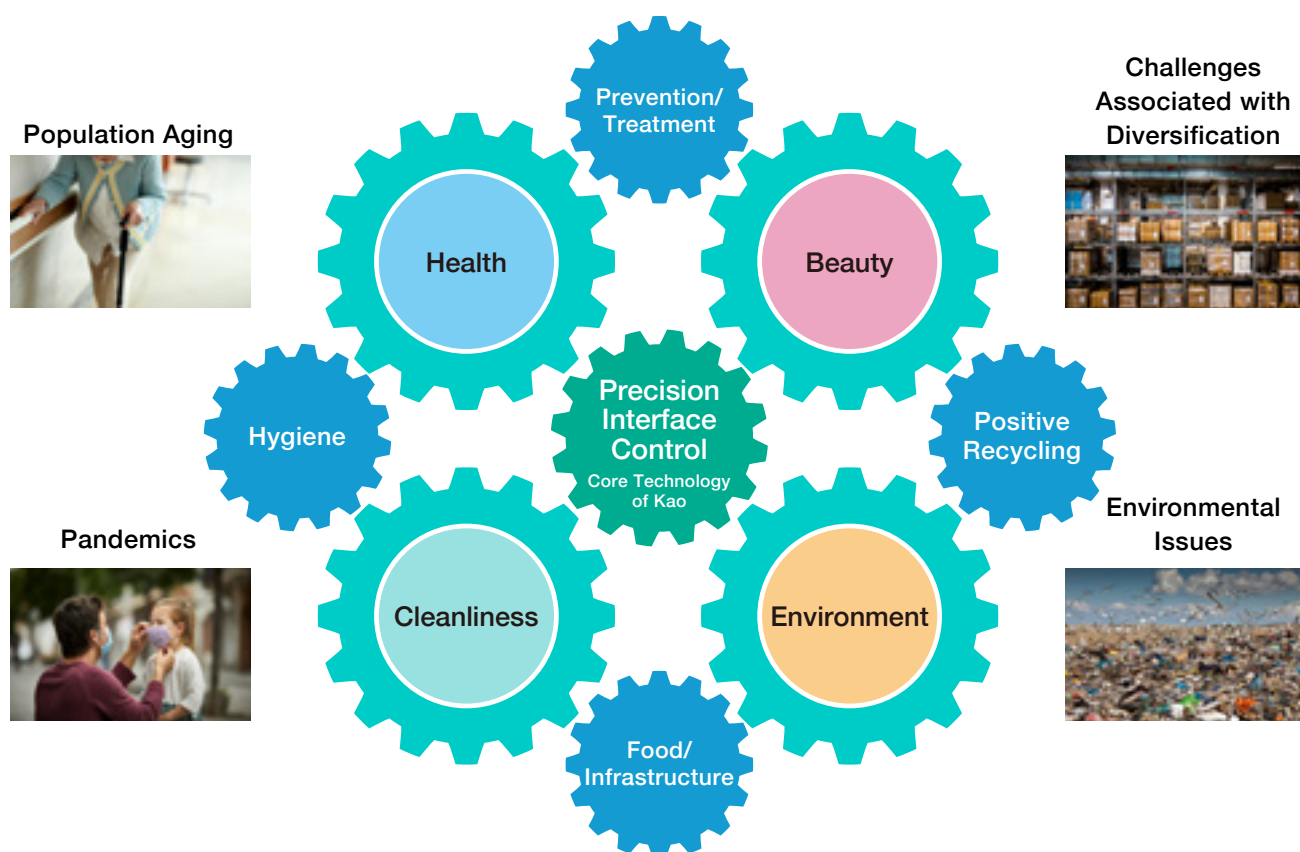 Prevention/
Treatment
Challenges
Associated with
Diversification
Population Aging
Health
Beauty
Precision
Interface
Control
Core Technology
of Kao
Hygiene
Positive
Recycling
Pandemics
Environmental
Issues
Cleanliness
Environment
Food/
Infrastructure